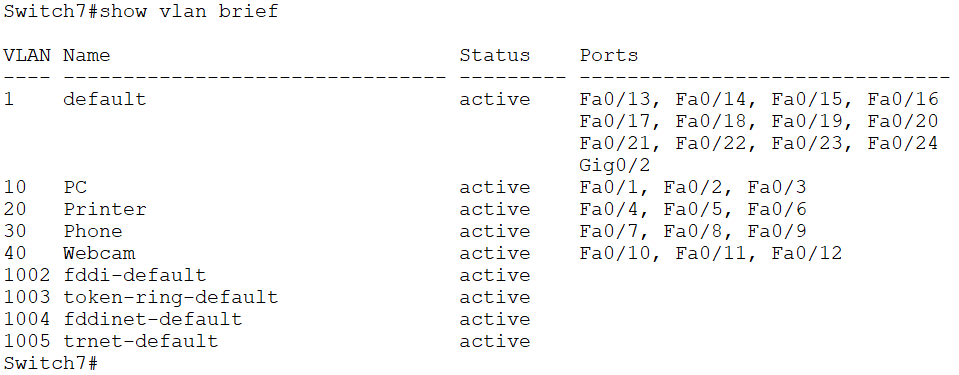 Switch7#show vlan brief
VLAN Name                             Status    Ports
---- -------------------------------- --------- -------------------------------
1    default                          active    Fa0/13, Fa0/14, Fa0/15, Fa0/16
                                                Fa0/17, Fa0/18, Fa0/19, Fa0/20
                                                Fa0/21, Fa0/22, Fa0/23, Fa0/24
                                                Gig0/2
10   PC                               active    Fa0/1, Fa0/2, Fa0/3
20   Printer                          active    Fa0/4, Fa0/5, Fa0/6
30   Phone                            active    Fa0/7, Fa0/8, Fa0/9
40   Webcam                           active    Fa0/10, Fa0/11, Fa0/12
1002 fddi-default                     active
1003 token-ring-default               active
1004 fddinet-default                  active
1005 trnet-default                    active
Switch7#